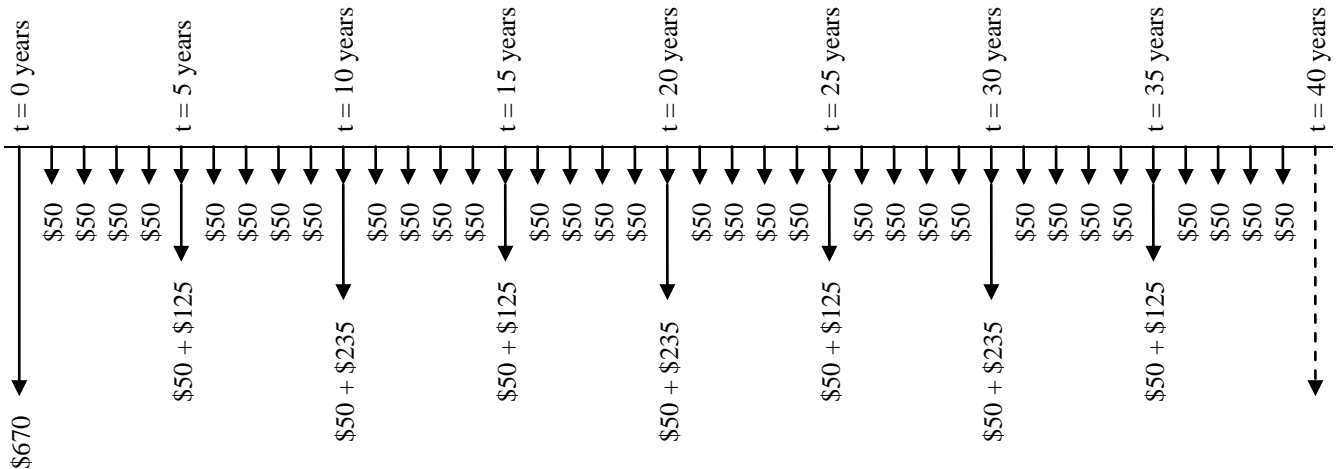 t = 0 years
t = 5 years
t = 10 years
t = 15 years
t = 20 years
t = 25 years
t = 30 years
t = 35 years
t = 40 years
$670
$50
$50
$50
$50
$50 + $125
$50
$50
$50
$50
$50 + $235
$50
$50
$50
$50
$50 + $125
$50
$50
$50
$50
$50 + $235
$50
$50
$50
$50
$50 + $125
$50
$50
$50
$50
$50 + $235
$50
$50
$50
$50
$50 + $125
$50
$50
$50
$50